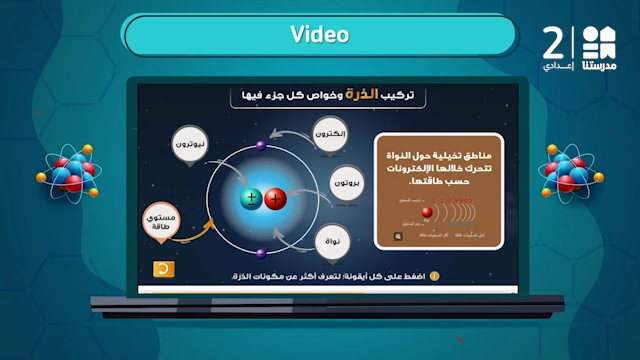 Video
2
إعدادي
مدرستنا
تركيب الذرة وخواص كل جزء فيها
إلكترون
نيوترون
بروتون
مناطق تخيلية حول النواة
تتحرك خلالها الإلكترونات
حسب طاقتها.
مستوي
طاقة
نواة
اضغط على كل أيقونة؛ لتعرف أكثر عن مكونات الذرة.